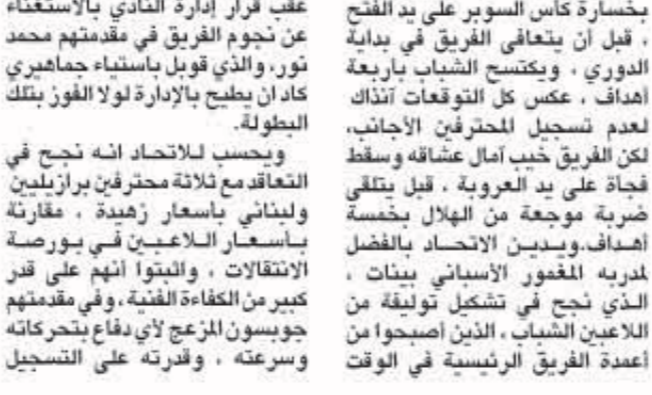 بخسارة كأس السوبر على يد الفتح
، قبل أن يتعافى الفريق في بداية
الدوري ، ويكتسح الشباب باربعة
أهداف ، عكس كل التوقعات آنذاك
لعدم تسجيل المحترفين الأجانب،
لكن الفريق خيب آمال عشاقه وسقط
فجاة على يد العروبة ، قبل يتلقى
ضربة موجعة من الهلال بخمسة
أهداف.ويدين الاتحاد بالفضل
لمدربه المغمور الأسباني بينات ،
الذي نجح في تشكيل توليفة من
اللاعبين الشباب ، الذين أصبحوا من
أعمدة الفريق الرئيسية في الوقت
عقب قرار إدارة النادي بالاستغناء
عن نجوم الفريق في مقدمتهم محمد
نور، والذي قوبل باستياء جماهيري
كاد ان يطيح بالإدارة لولا الفوز بتلك
البطولة.
ويحسب للاتحاد انه نجح في
التعاقد مع ثلاثة محترفين برازيليين
ولبناني باسعار زهيدة ، مقارنة
باسعار اللاعبين في بورصة
الانتقالات ، واثبتوا أنهم على قدر
كبير من الكفاءة الفنية ، وفي مقدمتهم
جوبسون المزعج لأي دفاع بتحركاته
وسرعته ، وقدرته على التسجيل